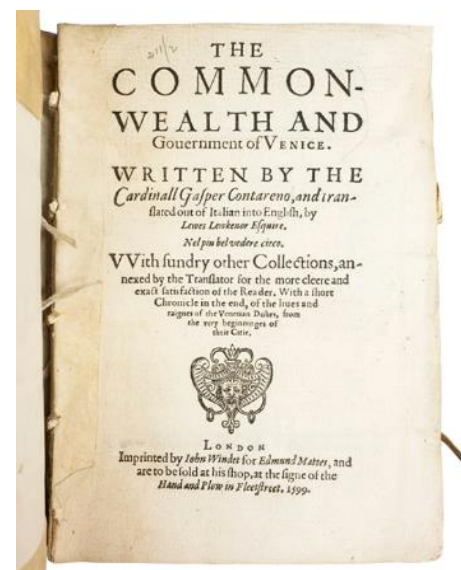 211/2
THE
COMMON-
WEALTH AND
Gouernment of VENICE.
WRITTEN BY THE
Cardinall Gasper Contareno, and tran-
slated out of Italian into English, by
Lewes Lewkenor Esquire.
Nel piu bel vedere cieco.
VVith sundry other Collections, an-
nexed by the Translator for the more cleere and
exact satisfaction of the Reader. With a short
Chronicle in the end, of the liues and
raignes of the Venetian Dukes, from
the very beginninges of
their Citie.
LONDON
Imprinted by Iohn Windet for Edmund Mattes, and
are to be sold at his shop, at the signe of the
Hand and Plow in Fleetstreet. 1599.